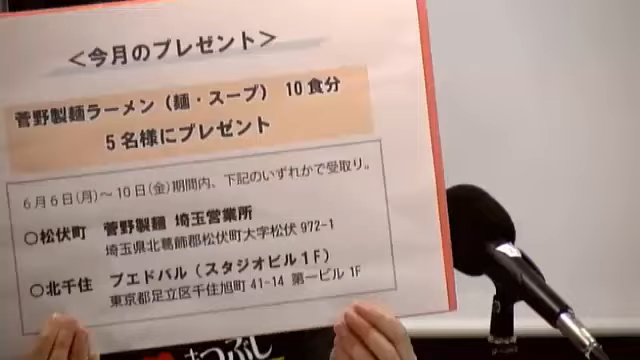 <今月のプレゼント>
菅野製麺ラーメン（麺・スープ） 10食分
5名様にプレゼント
6月6日(月)～10日(金)期間内、下記のいずれかで受取り。
○松伏町 菅野製麺 埼玉営業所
埼玉県北葛飾郡松伏町大字松伏 972-1
○北千住 プエドバル（スタジオビル1F）
東京都足立区千住旭町 41-14 第一ビル 1F
まつぶし